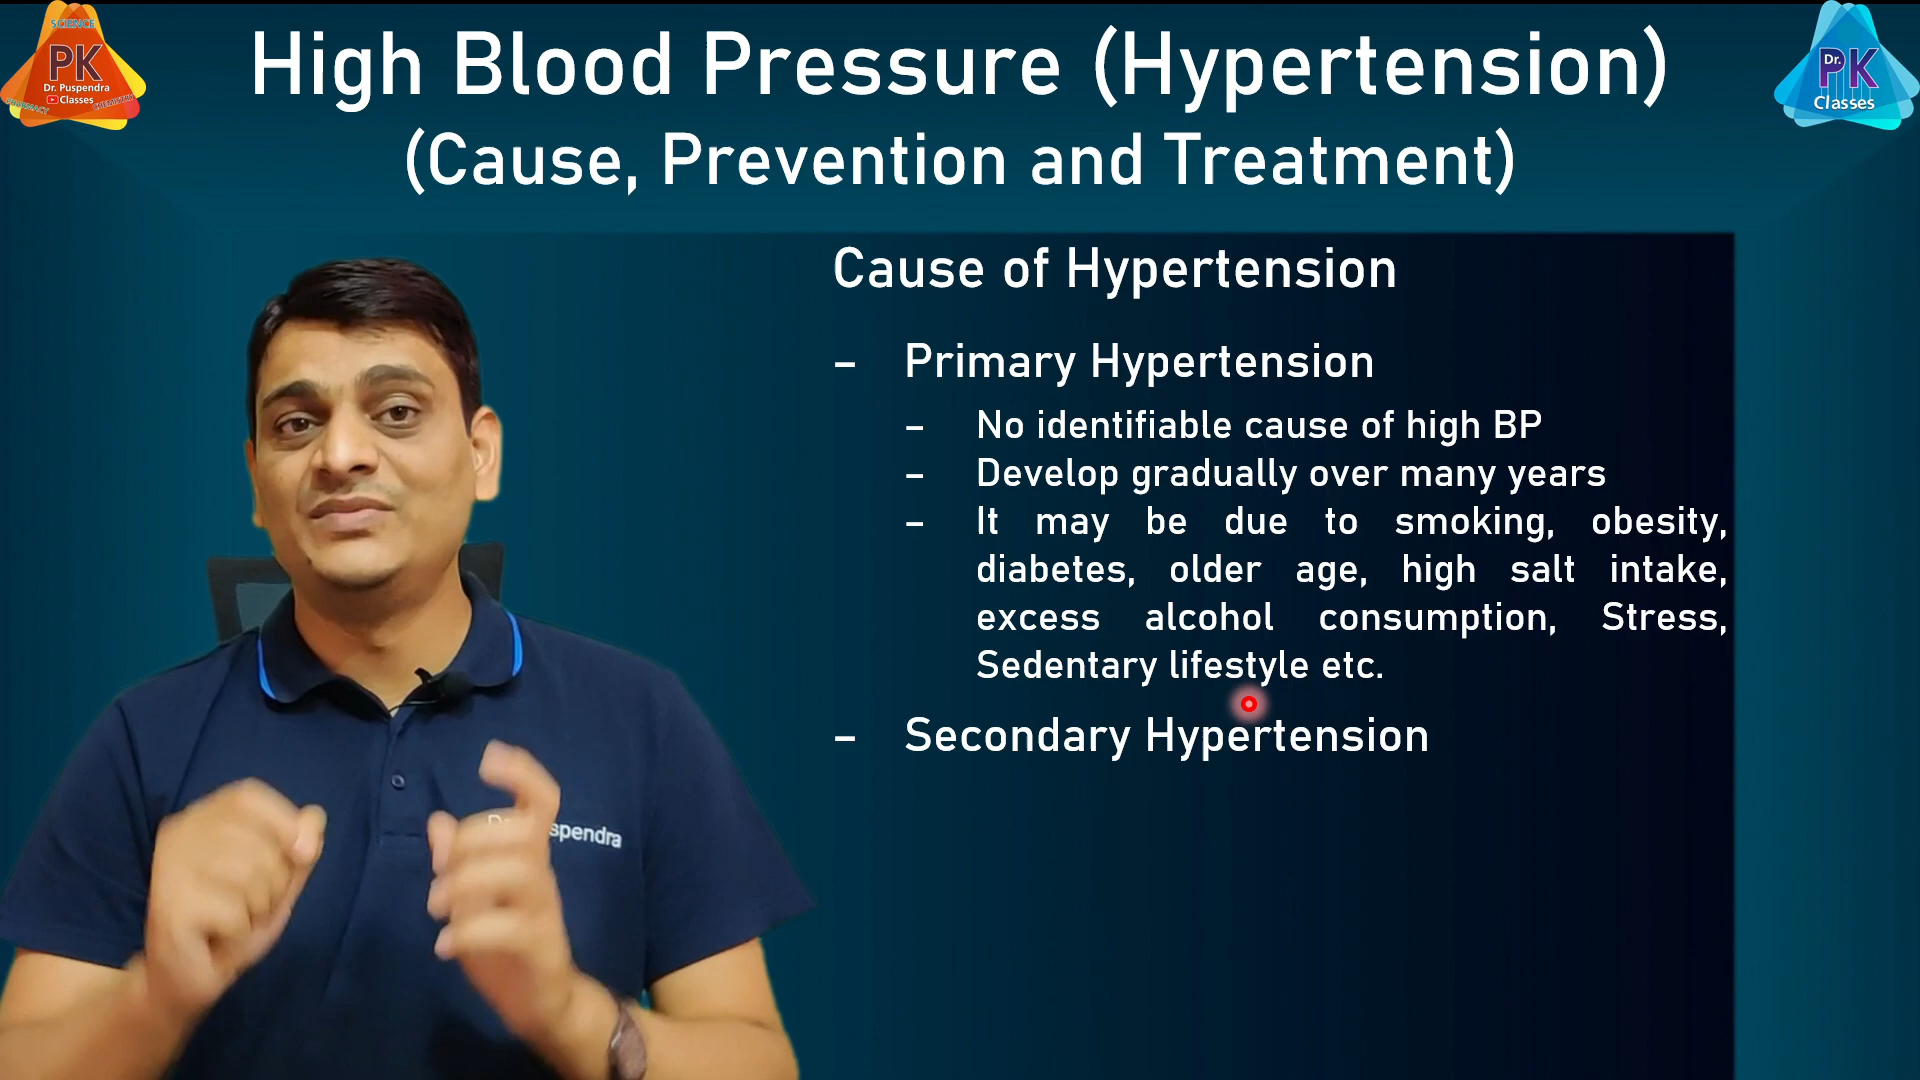 SCIENCE
PK
Dr. Puspendra
Classes
PHARMACY
CHEMISTRY
High Blood Pressure (Hypertension)
(Cause, Prevention and Treatment)
Dr.
PK
Classes
Cause of Hypertension
– Primary Hypertension
– No identifiable cause of high BP
– Develop gradually over many years
– It may be due to smoking, obesity,
diabetes, older age, high salt intake,
excess alcohol consumption, Stress,
Sedentary lifestyle etc.
– Secondary Hypertension
spendra